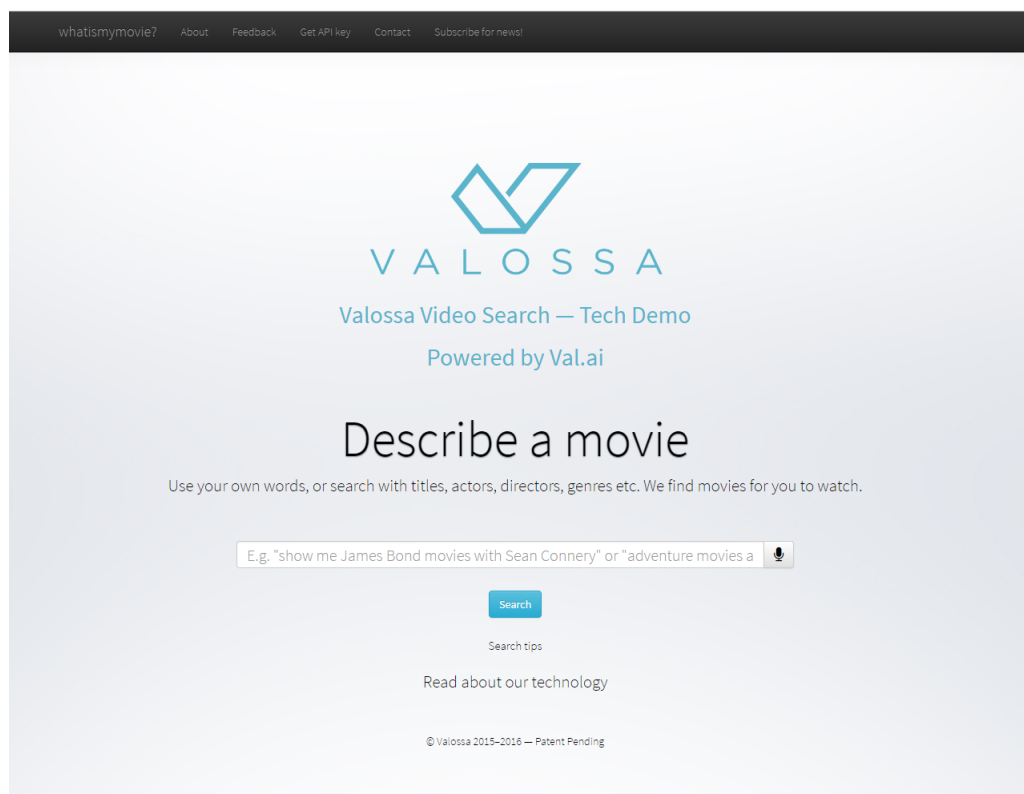 whatismymovie? About Feedback Get API key Contact Subscribe for news!
VALOSSA
Valossa Video Search — Tech Demo
Powered by Val.ai
Describe a movie
Use your own words, or search with titles, actors, directors, genres etc. We find movies for you to watch.
E.g. "show me James Bond movies with Sean Connery" or "adventure movies a
Search
Search tips
Read about our technology
© Valossa 2015–2016 — Patent Pending